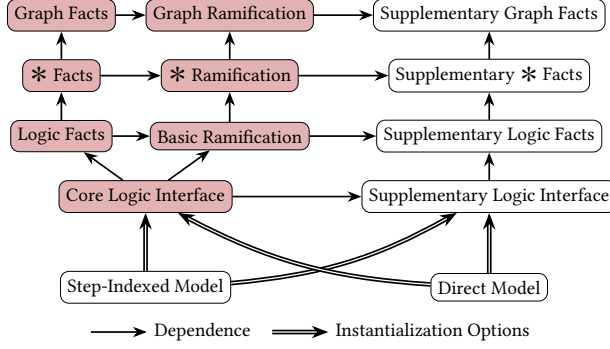 Graph Facts
Graph Ramification
Supplementary Graph Facts
* Facts
* Ramification
Supplementary * Facts
Logic Facts
Basic Ramification
Supplementary Logic Facts
Core Logic Interface
Supplementary Logic Interface
Step-Indexed Model
Direct Model
Dependence
Instantialization Options